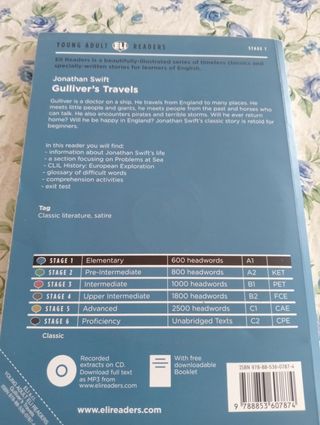 YOUNG ADULT ELI READERS
STAGE 1
Eli Readers is a beautifully-illustrated series of timeless classics and
specially-written stories for learners of English.
Jonathan Swift
Gulliver's Travels
Gulliver is a doctor on a ship. He travels from England to many places. He
meets little people and giants, he meets people from the past and horses who
can talk. He also encounters pirates and terrible storms. Will he ever return
home? Will he be happy in England? Jonathan Swift's classic story is retold for
beginners.
In this reader you will find:
- information about Jonathan Swift's life
- a section focusing on Problems at Sea
- CLIL History: European Exploration
- glossary of difficult words
- comprehension activities
- exit test
Tag
Classic literature, satire
STAGE 1 Elementary 600 headwords A1
STAGE 2 Pre-Intermediate 800 headwords A2 KET
STAGE 3 Intermediate 1000 headwords B1 PET
STAGE 4 Upper Intermediate 1800 headwords B2 FCE
STAGE 5 Advanced 2500 headwords C1 CAE
STAGE 6 Proficiency Unabridged Texts C2 CPE
Classic
Recorded
extracts on CD.
Download full text
as MP3 from
www.elireaders.com
With free
downloadable
Booklet
www.elireaders.com
ISBN 978-88-536-0787-4
9 788853 607874